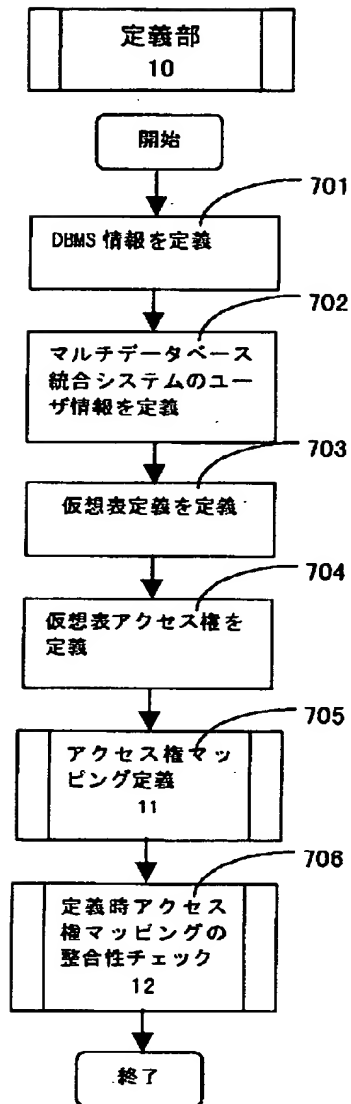 定義部
10
開始
701
DBMS 情報を定義
702
マルチデータベース
統合システムのユー
ザ情報を定義
703
仮想表定義を定義
704
仮想表アクセス権を
定義
705
アクセス権マッ
ピング定義
11
706
定義時アクセス
権マッピングの
整合性チェック
12
終了